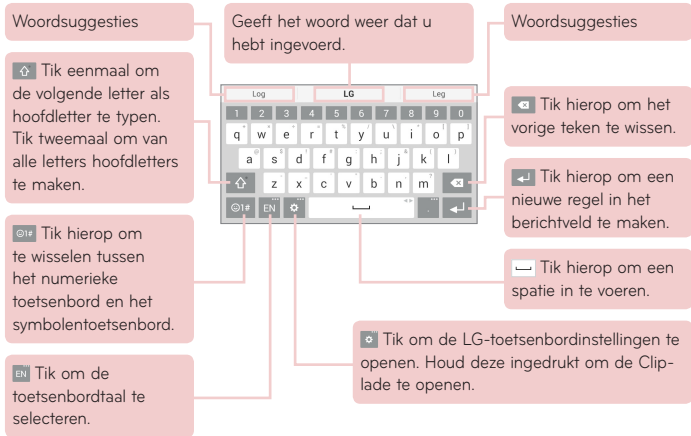 Woordsuggesties
Geeft het woord weer dat u
hebt ingevoerd.
Woordsuggesties
Tik eenmaal om
de volgende letter als
hoofdletter te typen.
Tik tweemaal om van
alle letters hoofdletters
te maken.
Log LG Leg
1 2 3 4 5 6 7 8 9 0
q w e r t y u i o p
a s d f g h j k l
z x c v b n m
☺1# EN .
Tik hierop om het
vorige teken te wissen.
Tik hierop om een
nieuwe regel in het
berichtveld te maken.
☺1# Tik hierop om
te wisselen tussen
het numerieke
toetsenbord en het
symbolentoetsenbord.
Tik hierop om een
spatie in te voeren.
Tik om de LG-toetsenbordinstellingen te
openen. Houd deze ingedrukt om de Clip-
lade te openen.
EN Tik om de
toetsenbordtaal te
selecteren.